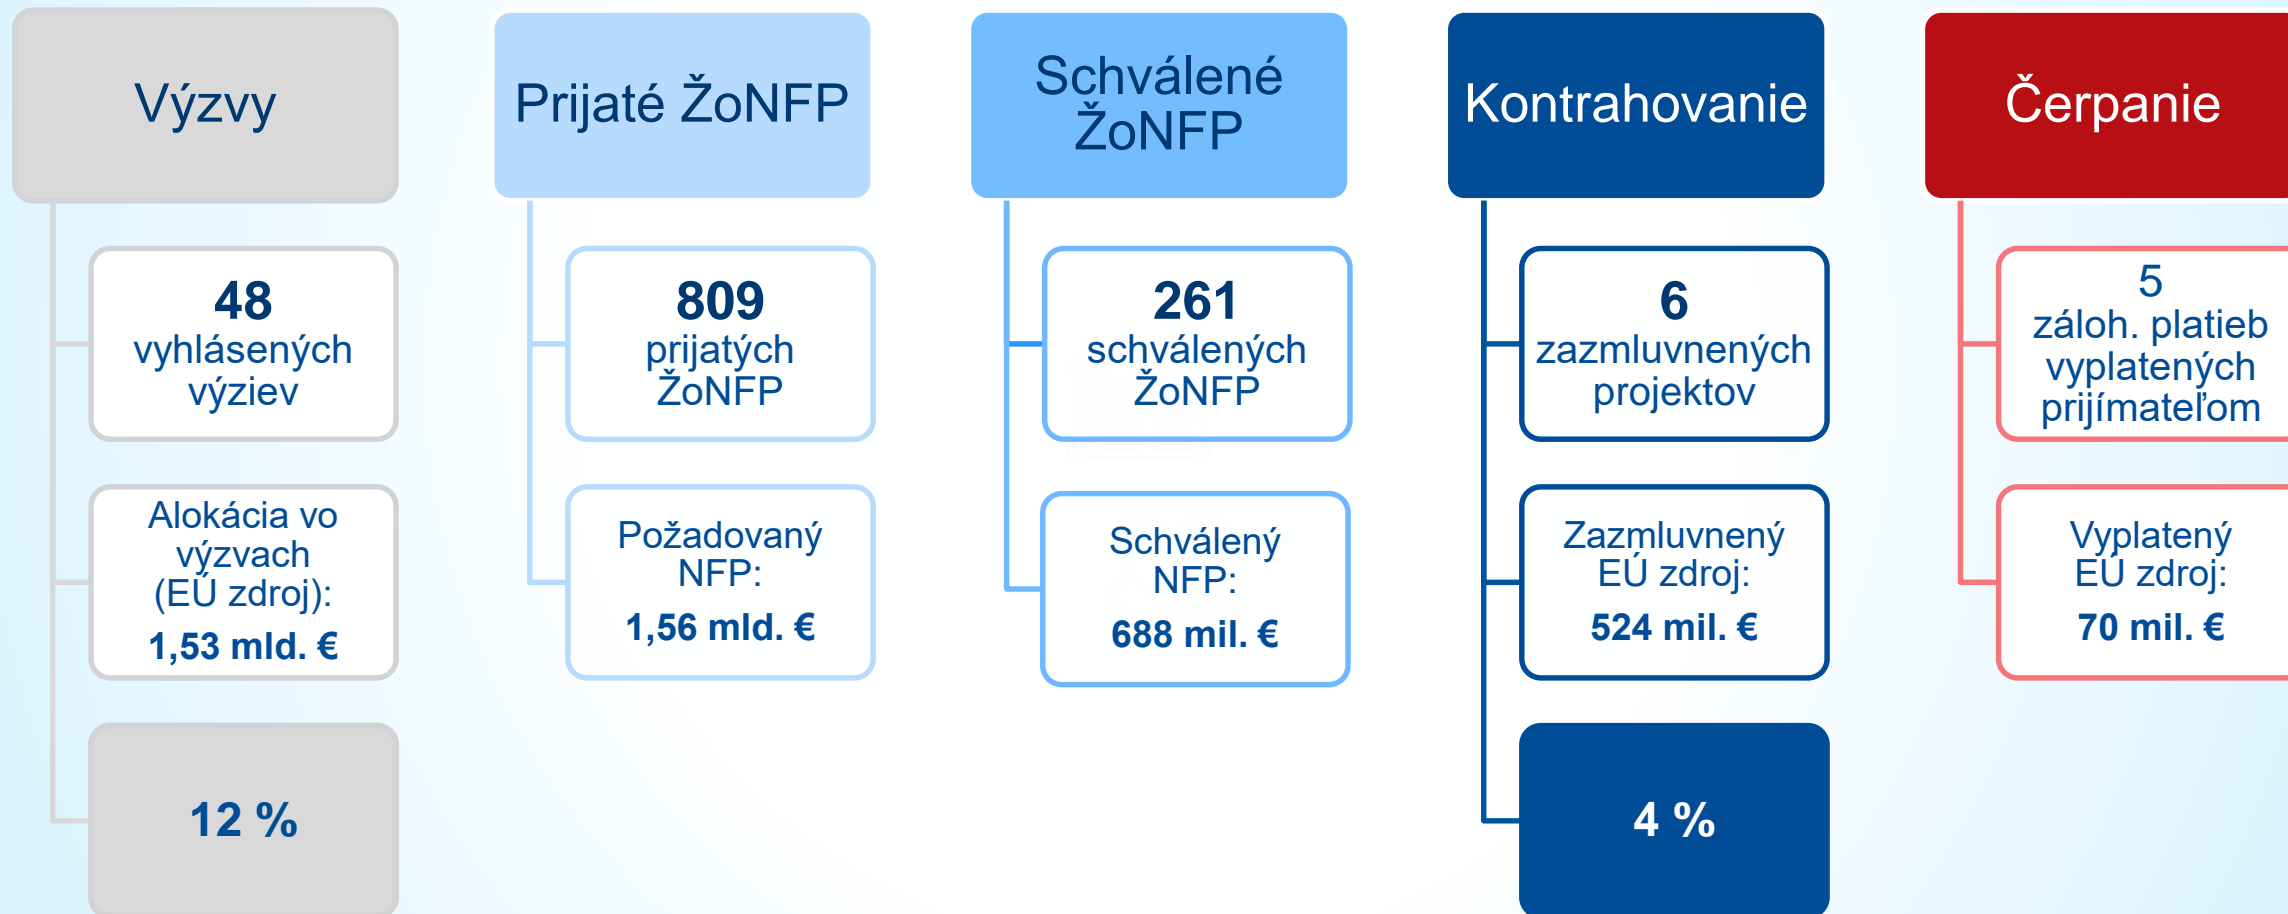 Výzvy
48
vyhlásených
výziev
Alokácia vo
výzvach
(EÚ zdroj):
1,53 mld. €
12 %
Prijaté ŽoNFP
809
prijatých
ŽoNFP
Požadovaný
NFP:
1,56 mld. €
Schválené
ŽoNFP
261
schválených
ŽoNFP
Schválený
NFP:
688 mil. €
Kontrahovanie
6
zazmluvnených
projektov
Zazmluvnený
EÚ zdroj:
524 mil. €
4 %
Čerpanie
5
záloh. platieb
vyplatených
prijímateľom
Vyplatený
EÚ zdroj:
70 mil. €